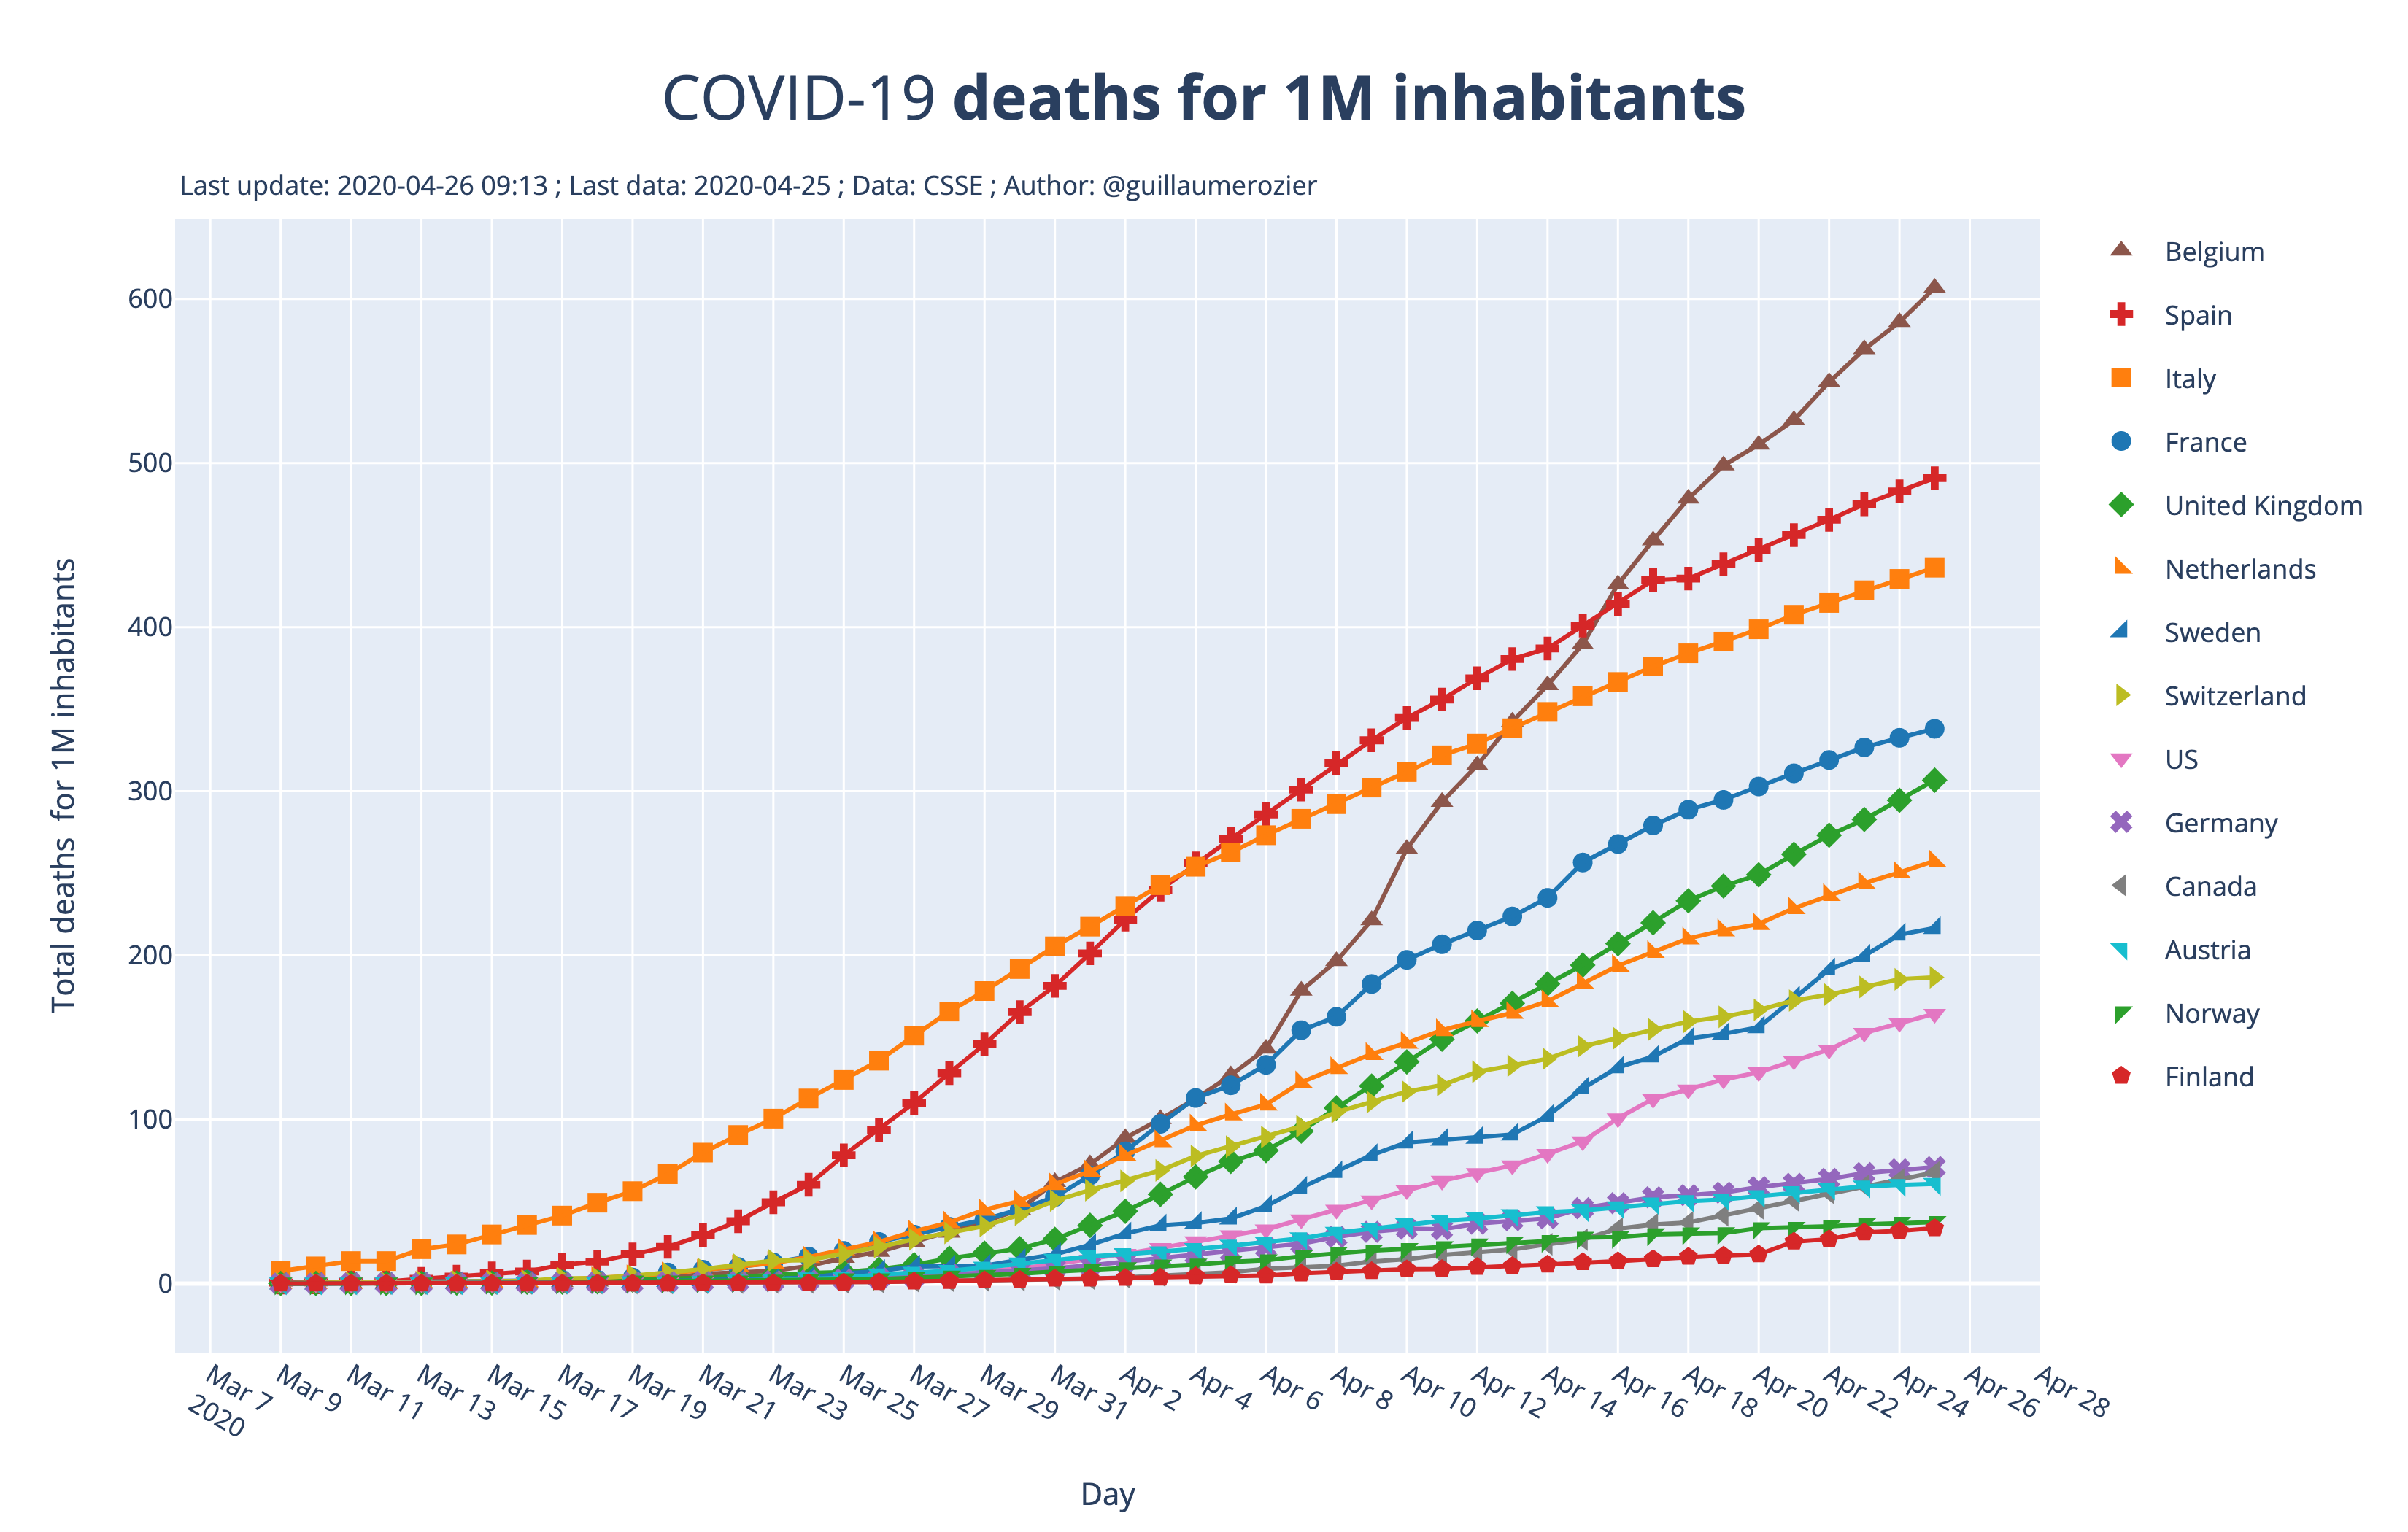 COVID-19 deaths for 1M inhabitants
Last update: 2020-04-26 09:13 ; Last data: 2020-04-25 ; Data: CSSE ; Author: @guillaumerozier
Total deaths for 1M inhabitants
600
500
400
300
200
100
0
Mar 7
2020
Mar 9
Mar 11
Mar 13
Mar 15
Mar 17
Mar 19
Mar 21
Mar 23
Mar 25
Mar 27
Mar 29
Mar 31
Apr 2
Apr 4
Apr 6
Apr 8
Apr 10
Apr 12
Apr 14
Apr 16
Apr 18
Apr 20
Apr 22
Apr 24
Apr 26
Apr 28
Day
Belgium
Spain
Italy
France
United Kingdom
Netherlands
Sweden
Switzerland
US
Germany
Canada
Austria
Norway
Finland